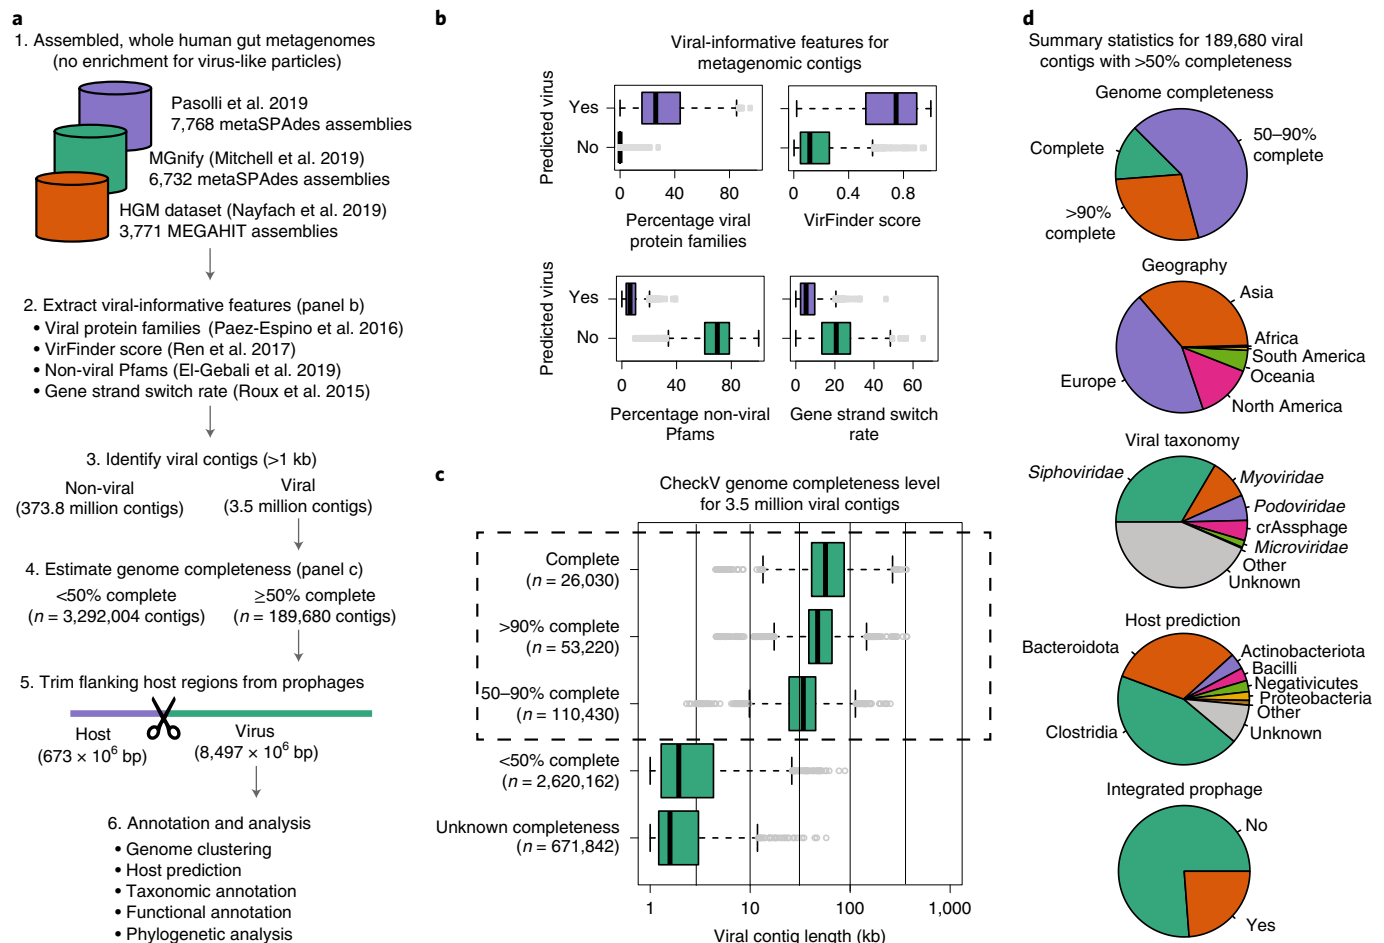 a
1. Assembled, whole human gut metagenomes
(no enrichment for virus-like particles)
Pasolli et al. 2019
7,768 metaSPAdes assemblies
MGnify (Mitchell et al. 2019)
6,732 metaSPAdes assemblies
HGM dataset (Nayfach et al. 2019)
3,771 MEGAHIT assemblies
2. Extract viral-informative features (panel b)
• Viral protein families (Paez-Espino et al. 2016)
• VirFinder score (Ren et al. 2017)
• Non-viral Pfams (El-Gebali et al. 2019)
• Gene strand switch rate (Roux et al. 2015)
3. Identify viral contigs (>1 kb)
Non-viral
(373.8 million contigs)
Viral
(3.5 million contigs)
4. Estimate genome completeness (panel c)
<50% complete
(n = 3,292,004 contigs)
≥50% complete
(n = 189,680 contigs)
5. Trim flanking host regions from prophages
Host
(673 × 10⁶ bp)
Virus
(8,497 × 10⁶ bp)
6. Annotation and analysis
• Genome clustering
• Host prediction
• Taxonomic annotation
• Functional annotation
• Phylogenetic analysis
b
Viral-informative features for
metagenomic contigs
Predicted virus
Yes
No
0 40 80
Percentage viral
protein families
0 0.4 0.8
VirFinder score
Predicted virus
Yes
No
0 40 80
Percentage non-viral
Pfams
0 20 40 60
Gene strand switch
rate
c
CheckV genome completeness level
for 3.5 million viral contigs
Complete
(n = 26,030)
>90% complete
(n = 53,220)
50–90% complete
(n = 110,430)
<50% complete
(n = 2,620,162)
Unknown completeness
(n = 671,842)
1 10 100 1,000
Viral contig length (kb)
d
Summary statistics for 189,680 viral
contigs with >50% completeness
Genome completeness
50–90%
complete
Complete
>90%
complete
Geography
Asia
Africa
South America
Oceania
Europe
North America
Viral taxonomy
Siphoviridae
Myoviridae
Podoviridae
crAssphage
Microviridae
Other
Unknown
Host prediction
Bacteroidota
Actinobacteriota
Bacilli
Negativicutes
Proteobacteria
Other
Unknown
Clostridia
Integrated prophage
No
Yes